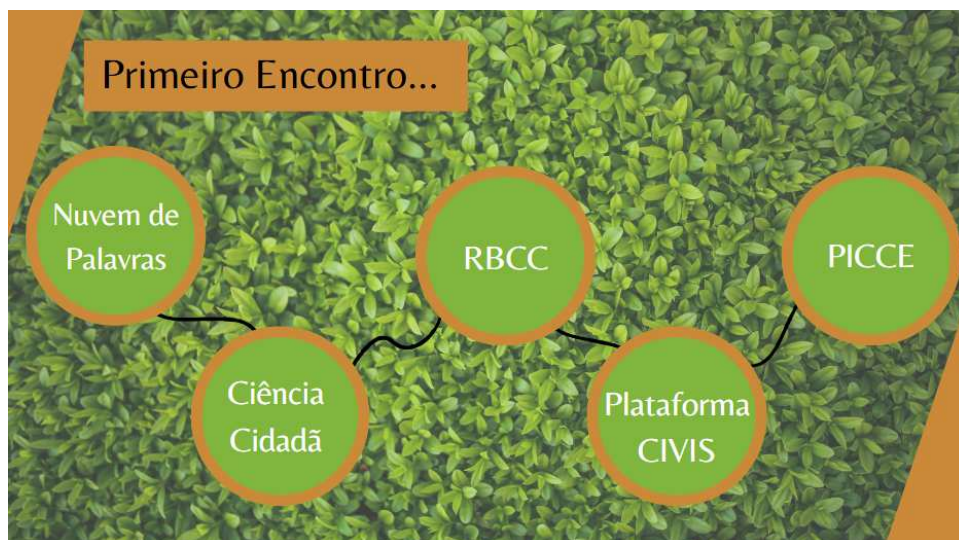 Primeiro Encontro...
Nuvem de
Palavras
Ciência
Cidadã
RBCC
Plataforma
CIVIS
PICCE